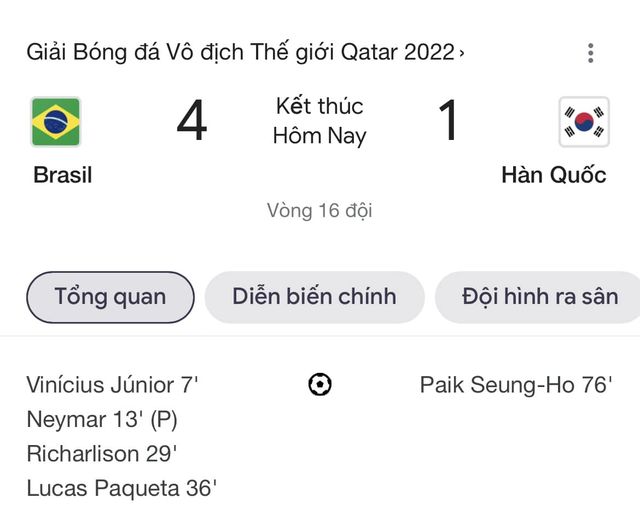 Giải Bóng đá Vô địch Thế giới Qatar 2022 ›
4 Kết thúc 1
Hôm Nay
Brasil Hàn Quốc
Vòng 16 đội
Tổng quan Diễn biến chính Đội hình ra sân
Vinícius Júnior 7' Paik Seung-Ho 76'
Neymar 13' (P)
Richarlison 29'
Lucas Paqueta 36'